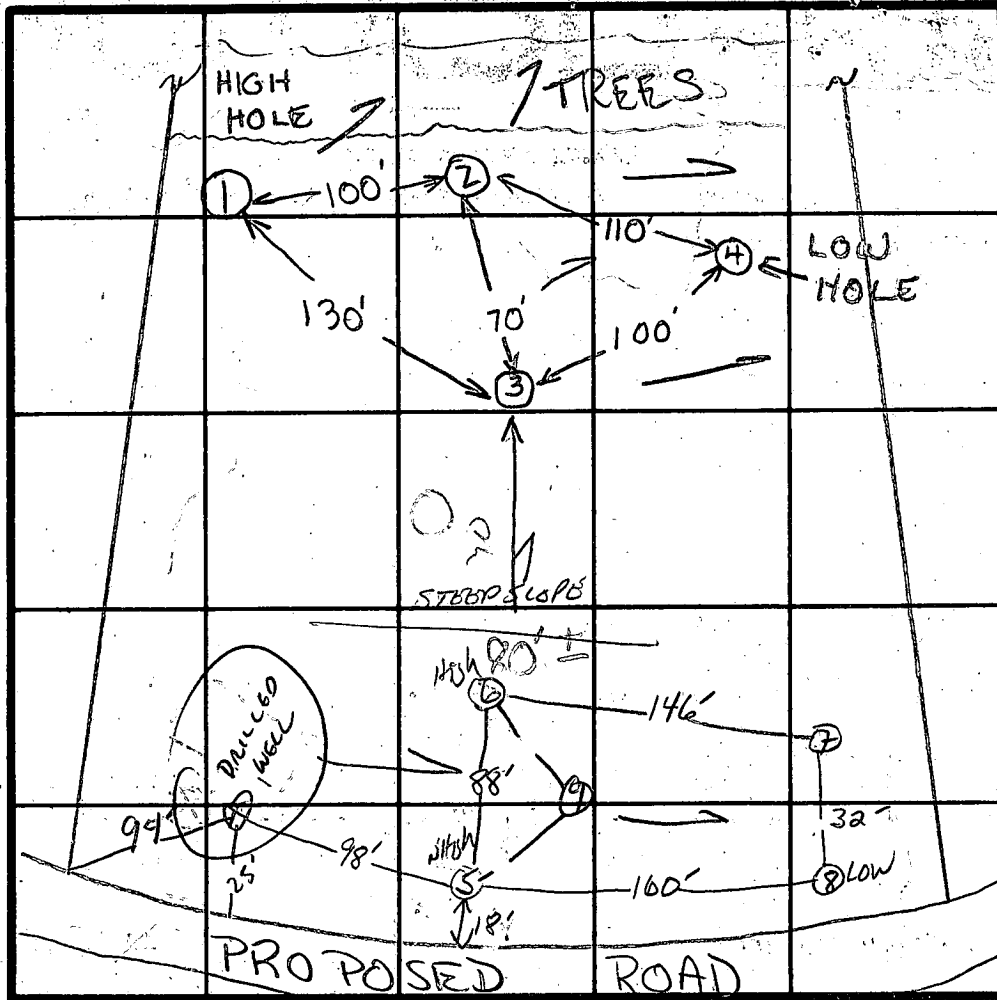 HIGH
HOLE
TREES
1
100'
2
110'
4
LOW
HOLE
130'
70'
100'
3
STEEP SLOPE
80' ±
High
6
146'
7
DRILLED
WELL
88'
9
32'
94'
98'
High
5
160'
8 LOW
25'
18'
PROPOSED ROAD